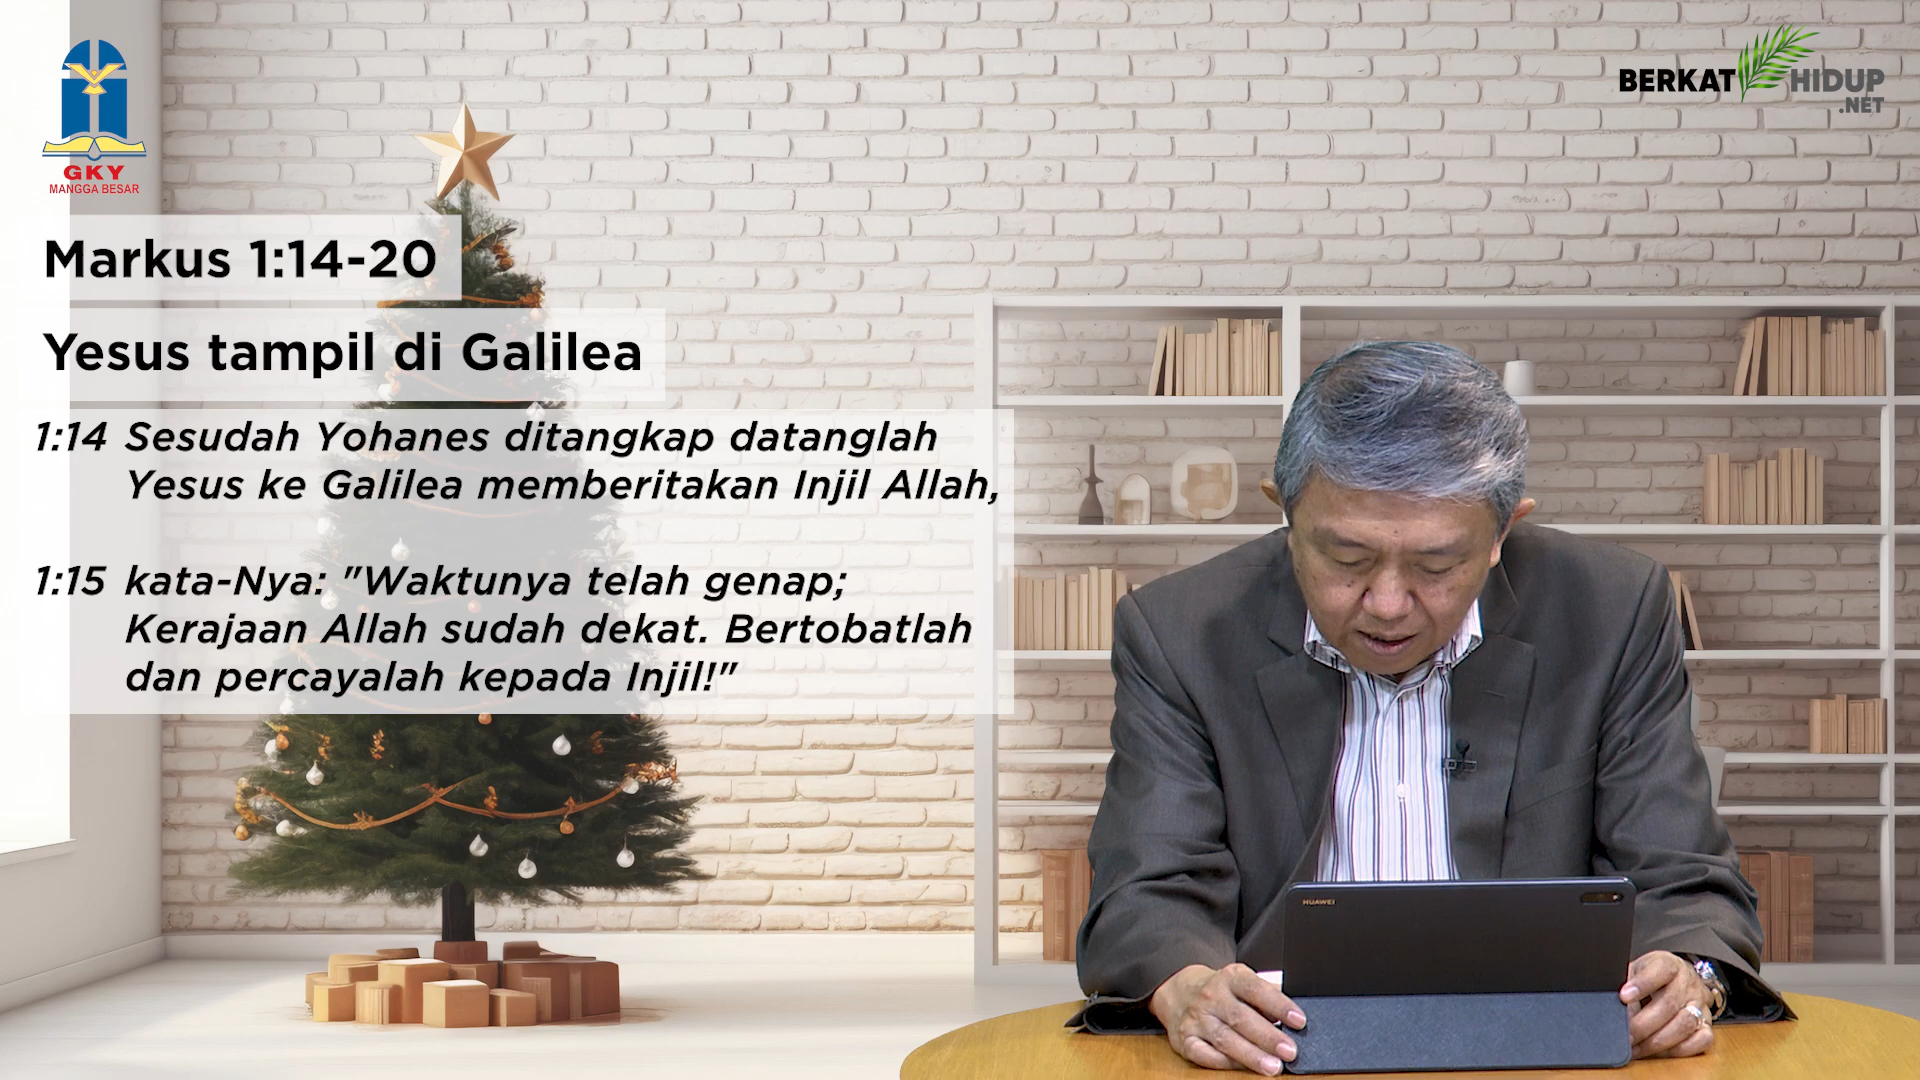 GKY
MANGGA BESAR
BERKAT HIDUP
.NET
Markus 1:14-20
Yesus tampil di Galilea
1:14 Sesudah Yohanes ditangkap datanglah
Yesus ke Galilea memberitakan Injil Allah,
1:15 kata-Nya: "Waktunya telah genap;
Kerajaan Allah sudah dekat. Bertobatlah
dan percayalah kepada Injil!"
HUAWEI